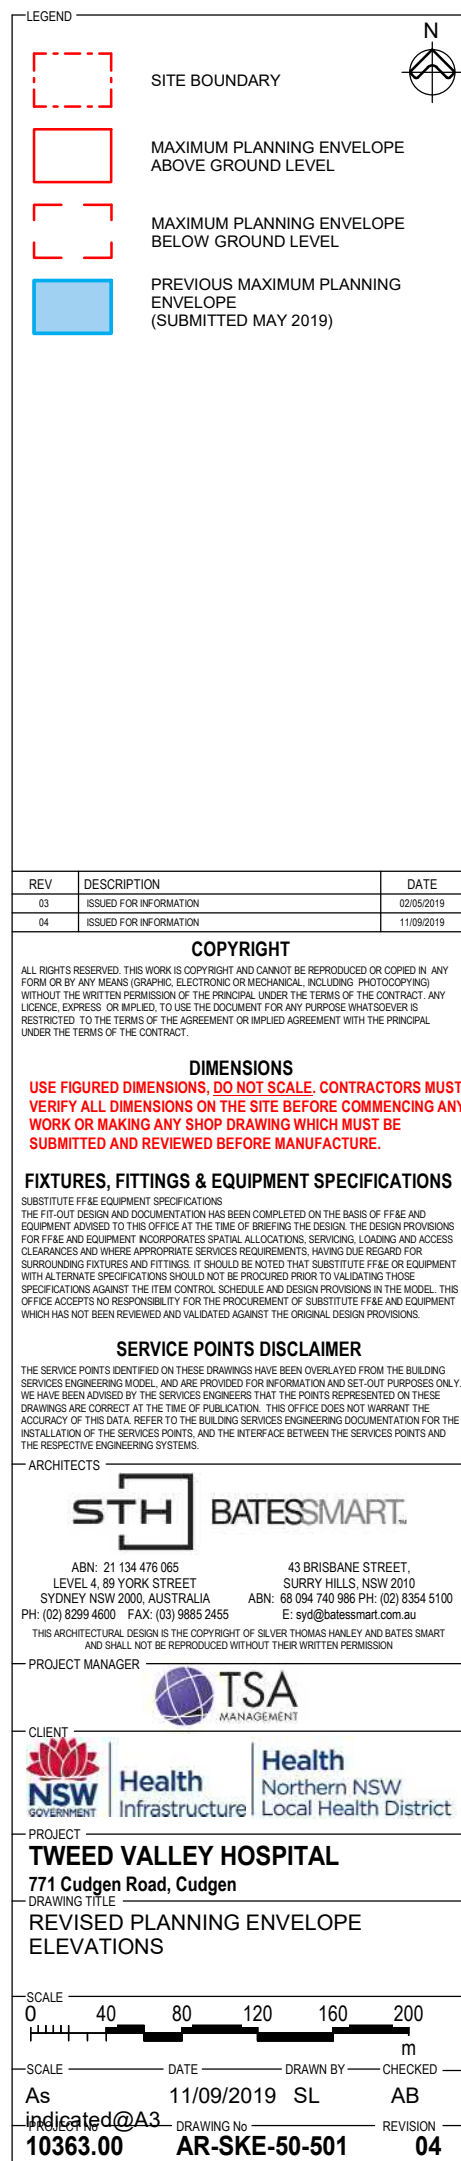 LEGEND
N
SITE BOUNDARY
MAXIMUM PLANNING ENVELOPE
ABOVE GROUND LEVEL
MAXIMUM PLANNING ENVELOPE
BELOW GROUND LEVEL
PREVIOUS MAXIMUM PLANNING
ENVELOPE
(SUBMITTED MAY 2019)
REV DESCRIPTION DATE
03 ISSUED FOR INFORMATION 02/05/2019
04 ISSUED FOR INFORMATION 11/09/2019
COPYRIGHT
ALL RIGHTS RESERVED. THIS WORK IS COPYRIGHT AND CANNOT BE REPRODUCED OR COPIED IN ANY
FORM OR BY ANY MEANS (GRAPHIC, ELECTRONIC OR MECHANICAL, INCLUDING PHOTOCOPYING)
WITHOUT THE WRITTEN PERMISSION OF THE PRINCIPAL UNDER THE TERMS OF THE CONTRACT. ANY
LICENCE, EXPRESS OR IMPLIED, TO USE THE DOCUMENT FOR ANY PURPOSE WHATSOEVER IS
RESTRICTED TO THE TERMS OF THE AGREEMENT OR IMPLIED AGREEMENT WITH THE PRINCIPAL
UNDER THE TERMS OF THE CONTRACT.
DIMENSIONS
USE FIGURED DIMENSIONS, DO NOT SCALE. CONTRACTORS MUST
VERIFY ALL DIMENSIONS ON THE SITE BEFORE COMMENCING ANY
WORK OR MAKING ANY SHOP DRAWING WHICH MUST BE
SUBMITTED AND REVIEWED BEFORE MANUFACTURE.
FIXTURES, FITTINGS & EQUIPMENT SPECIFICATIONS
SUBSTITUTE FF&E EQUIPMENT SPECIFICATIONS
THE FIT-OUT DESIGN AND DOCUMENTATION HAS BEEN COMPLETED ON THE BASIS OF FF&E AND
EQUIPMENT ADVISED TO THIS OFFICE AT THE TIME OF BRIEFING THE DESIGN. THE DESIGN PROVISIONS
FOR FF&E AND EQUIPMENT INCORPORATES SPATIAL ALLOCATIONS, SERVICING, LOADING AND ACCESS
CLEARANCES AND WHERE APPROPRIATE SERVICES REQUIREMENTS, HAVING DUE REGARD FOR
SURROUNDING FIXTURES AND FITTINGS. IT SHOULD BE NOTED THAT SUBSTITUTE FF&E OR EQUIPMENT
WITH ALTERNATE SPECIFICATIONS SHOULD NOT BE PROCURED PRIOR TO VALIDATING THOSE
SPECIFICATIONS AGAINST THE ITEM CONTROL SCHEDULE AND DESIGN PROVISIONS IN THE MODEL. THIS
OFFICE ACCEPTS NO RESPONSIBILITY FOR THE PROCUREMENT OF SUBSTITUTE FF&E AND EQUIPMENT
WHICH HAS NOT BEEN REVIEWED AND VALIDATED AGAINST THE ORIGINAL DESIGN PROVISIONS.
SERVICE POINTS DISCLAIMER
THE SERVICE POINTS IDENTIFIED ON THESE DRAWINGS HAVE BEEN OVERLAYED FROM THE BUILDING
SERVICES ENGINEERING MODEL, AND ARE PROVIDED FOR INFORMATION AND SET-OUT PURPOSES ONLY.
WE HAVE BEEN ADVISED BY THE SERVICES ENGINEERS THAT THE POINTS REPRESENTED ON THESE
DRAWINGS ARE CORRECT AT THE TIME OF PUBLICATION. THIS OFFICE DOES NOT WARRANT THE
ACCURACY OF THIS DATA. REFER TO THE BUILDING SERVICES ENGINEERING DOCUMENTATION FOR THE
INSTALLATION OF THE SERVICES POINTS, AND THE INTERFACE BETWEEN THE SERVICES POINTS AND
THE RESPECTIVE ENGINEERING SYSTEMS.
ARCHITECTS
STH BATESSMART™
ABN: 21 134 476 065
LEVEL 4, 89 YORK STREET
SYDNEY NSW 2000, AUSTRALIA
PH: (02) 8299 4600 FAX: (03) 9885 2455
43 BRISBANE STREET,
SURRY HILLS, NSW 2010
ABN: 68 094 740 986 PH: (02) 8354 5100
E: syd@batessmart.com.au
THIS ARCHITECTURAL DESIGN IS THE COPYRIGHT OF SILVER THOMAS HANLEY AND BATES SMART
AND SHALL NOT BE REPRODUCED WITHOUT THEIR WRITTEN PERMISSION
PROJECT MANAGER
TSA
MANAGEMENT
CLIENT
NSW
GOVERNMENT
Health
Infrastructure
Health
Northern NSW
Local Health District
PROJECT
TWEED VALLEY HOSPITAL
771 Cudgen Road, Cudgen
DRAWING TITLE
REVISED PLANNING ENVELOPE
ELEVATIONS
SCALE
0 40 80 120 160 200
m
SCALE DATE DRAWN BY CHECKED
As 11/09/2019 SL AB
indicated@A3
PROJECT No DRAWING No REVISION
10363.00 AR-SKE-50-501 04